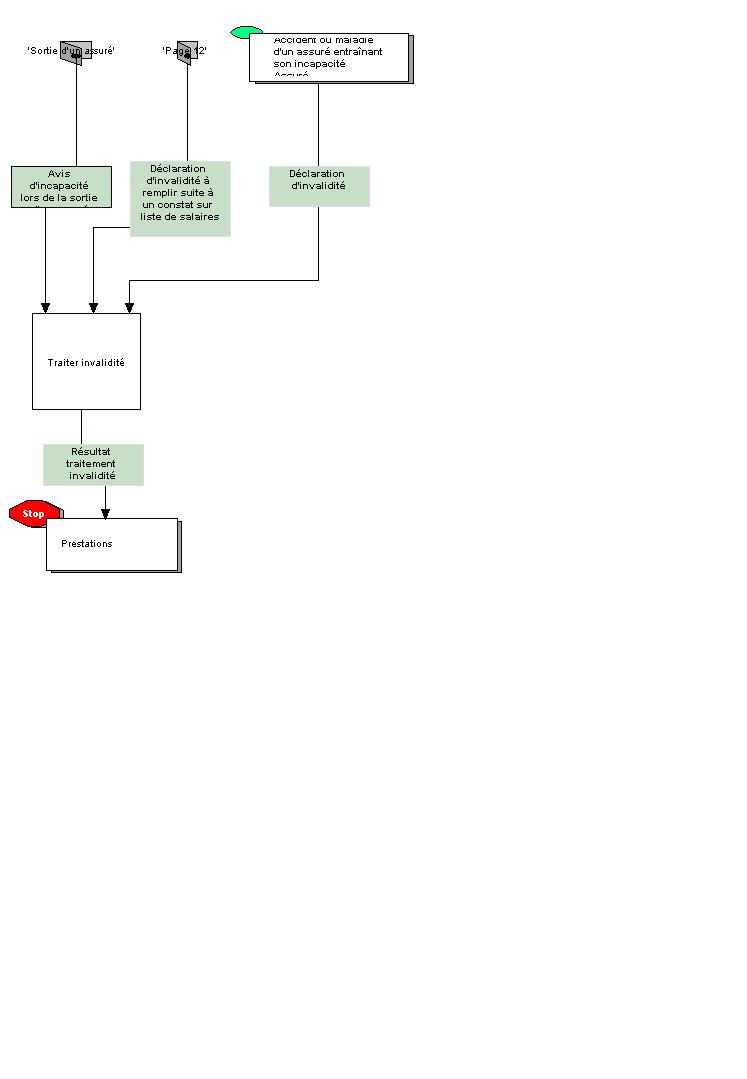 'Sortie d'un assuré'
'Page 12'
Accident ou maladie
d'un assuré entraînant
son incapacité
Assuré
Avis
d'incapacité
lors de la sortie
Déclaration
d'invalidité à
remplir suite à
un constat sur
liste de salaires
Déclaration
d'invalidité
Traiter invalidité
Résultat
traitement
invalidité
Stop
Prestations